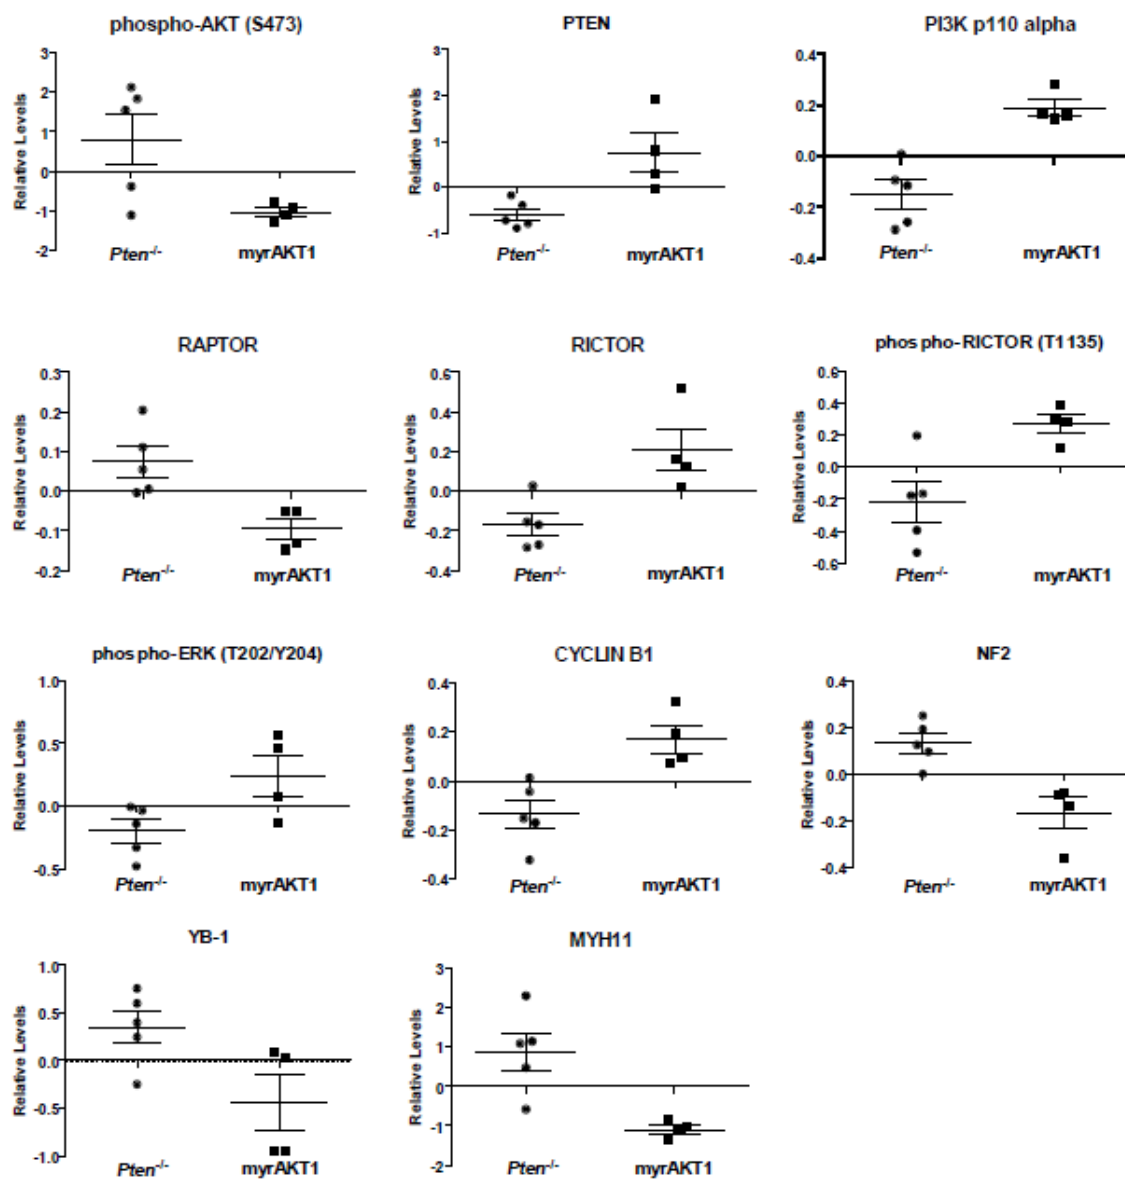 phospho-AKT (S473)
Relative Levels
3
2
1
0
-1
-2
Pten-/-
myrAKT1
PTEN
Relative Levels
3
2
1
0
-1
Pten-/-
myrAKT1
PI3K p110 alpha
Relative Levels
0.4
0.2
0.0
-0.2
-0.4
Pten-/-
myrAKT1
RAPTOR
Relative Levels
0.3
0.2
0.1
0.0
-0.1
-0.2
Pten-/-
myrAKT1
RICTOR
Relative Levels
0.6
0.4
0.2
0.0
-0.2
-0.4
Pten-/-
myrAKT1
phospho-RICTOR (T1135)
Relative Levels
0.6
0.4
0.2
0.0
-0.2
-0.4
-0.6
Pten-/-
myrAKT1
phospho-ERK (T202/Y204)
Relative Levels
1.0
0.5
0.0
-0.5
Pten-/-
myrAKT1
CYCLIN B1
Relative Levels
0.4
0.2
0.0
-0.2
-0.4
Pten-/-
myrAKT1
NF2
Relative Levels
0.4
0.2
0.0
-0.2
-0.4
Pten-/-
myrAKT1
YB-1
Relative Levels
1.0
0.5
0.0
-0.5
-1.0
Pten-/-
myrAKT1
MYH11
Relative Levels
3
2
1
0
-1
-2
Pten-/-
myrAKT1